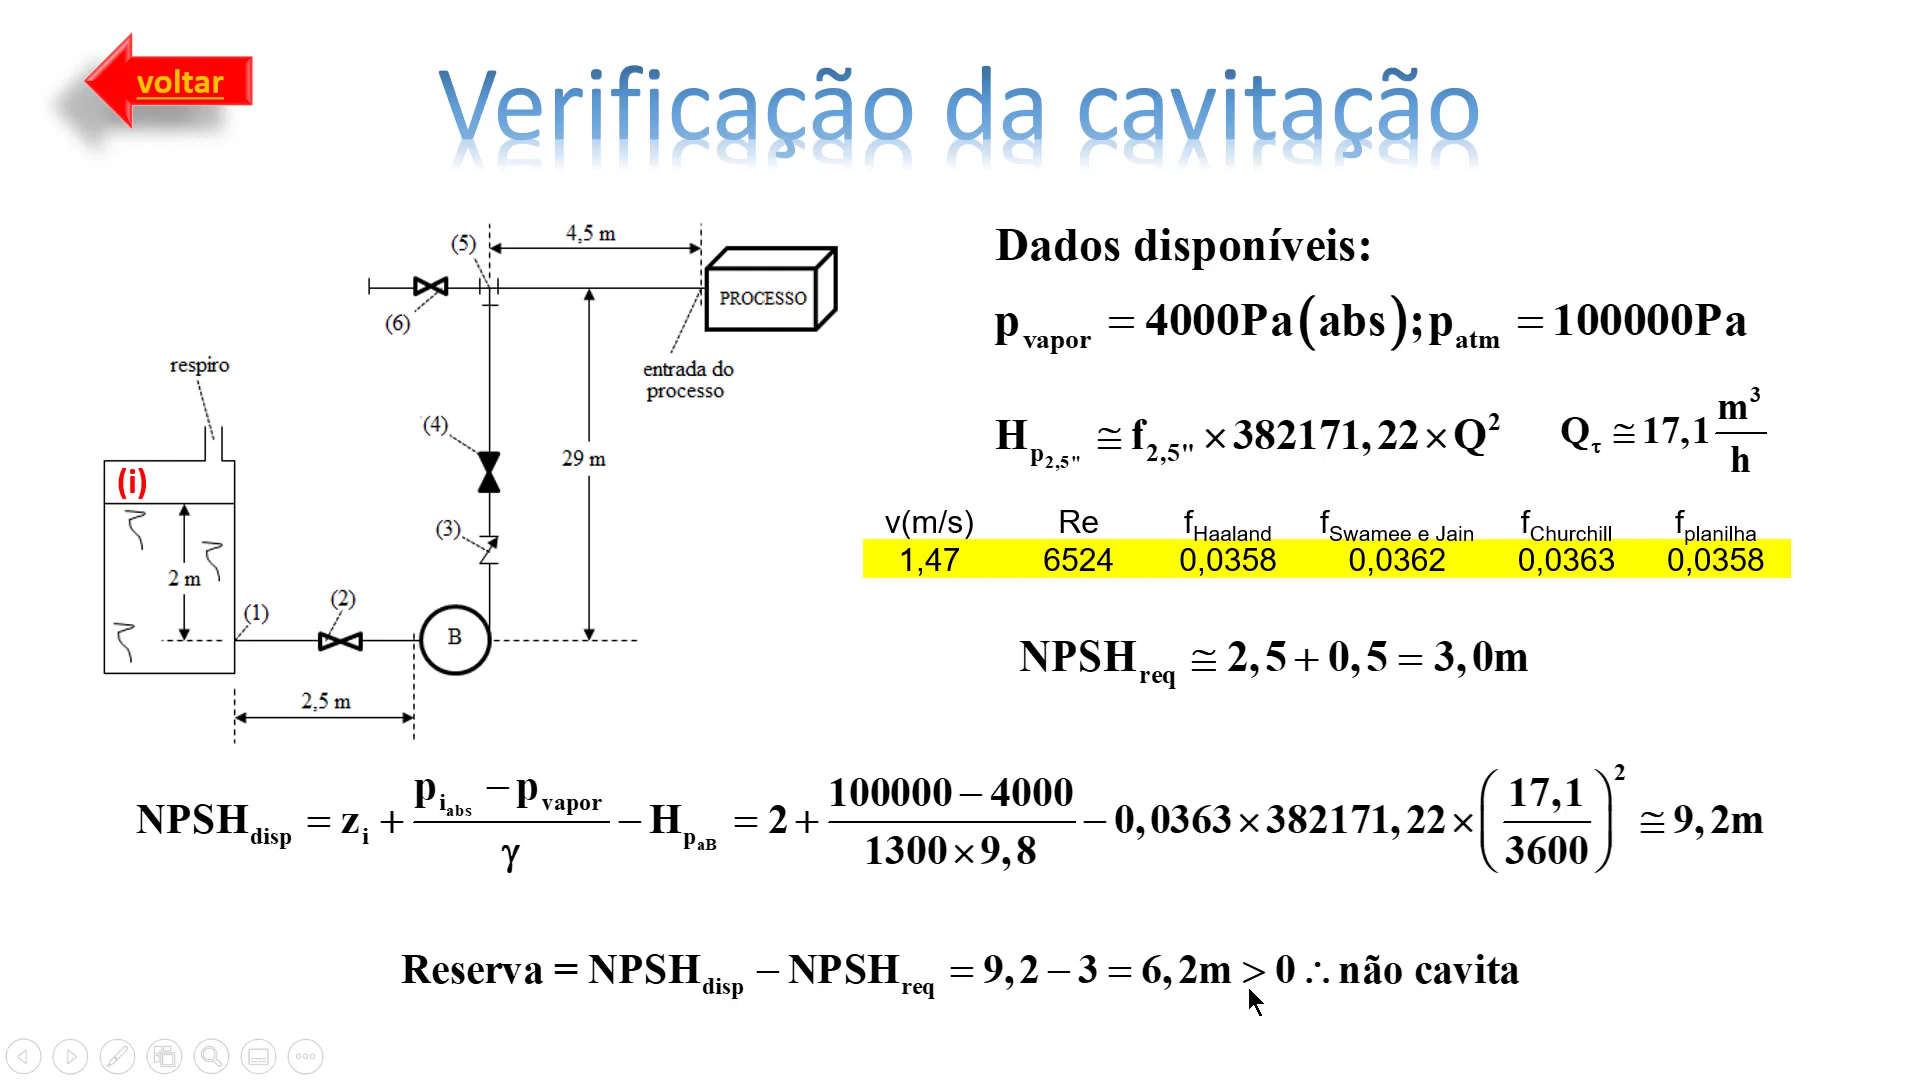 voltar
Verificação da cavitação
(5)
4,5 m
PROCESSO
(6)
entrada do
processo
respiro
(4)
29 m
(i)
(3)
2 m
(1)
(2)
B
2,5 m
Dados disponíveis:
p_vapor = 4000Pa(abs); p_atm = 100000Pa
H_p2,5" ≅ f_2,5" × 382171,22 × Q² Q_τ ≅ 17,1 m³/h
v(m/s) Re f_Haaland f_Swamee e Jain f_Churchill f_planilha
1,47 6524 0,0358 0,0362 0,0363 0,0358
NPSH_req ≅ 2,5 + 0,5 = 3,0m
NPSH_disp = z_i + (p_iabs − p_vapor)/γ − H_paB = 2 + (100000 − 4000)/(1300 × 9,8) − 0,0363 × 382171,22 × (17,1/3600)² ≅ 9,2m
Reserva = NPSH_disp − NPSH_req = 9,2 − 3 = 6,2m > 0 ∴ não cavita